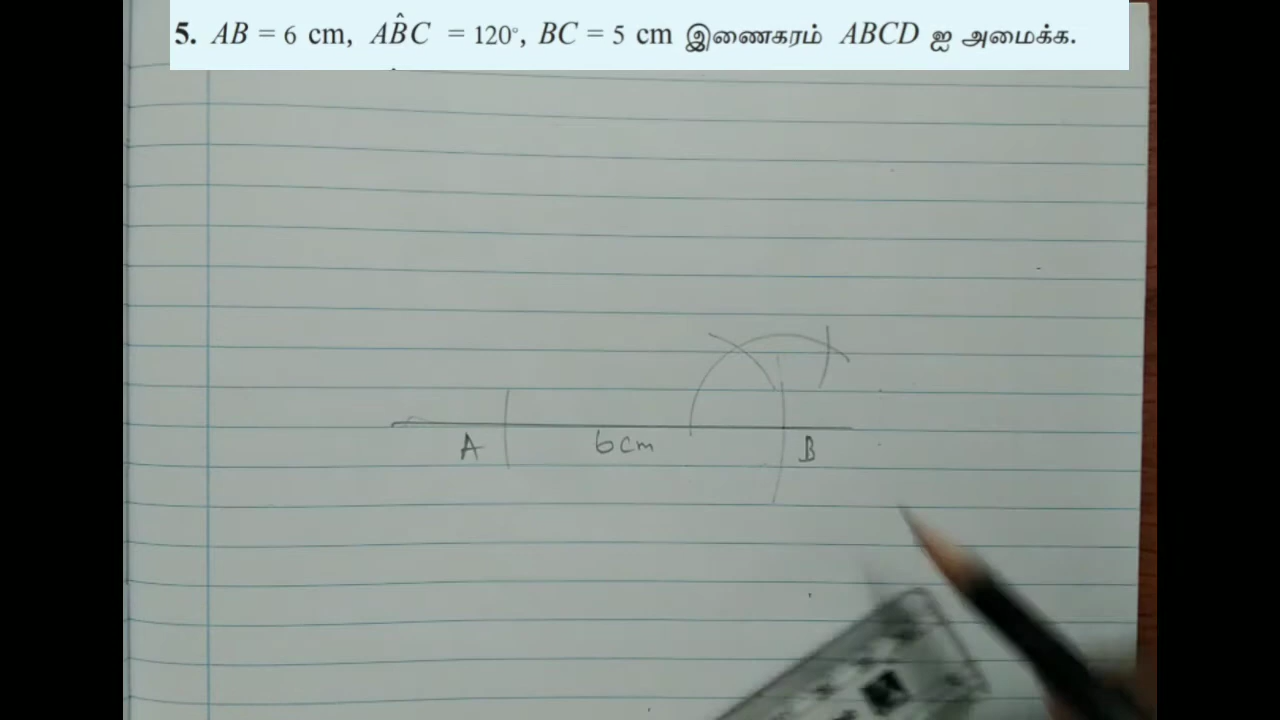 5. AB = 6 cm, AB̂C = 120°, BC = 5 cm இணைகரம் ABCD ஐ அமைக்க.
A 6cm B